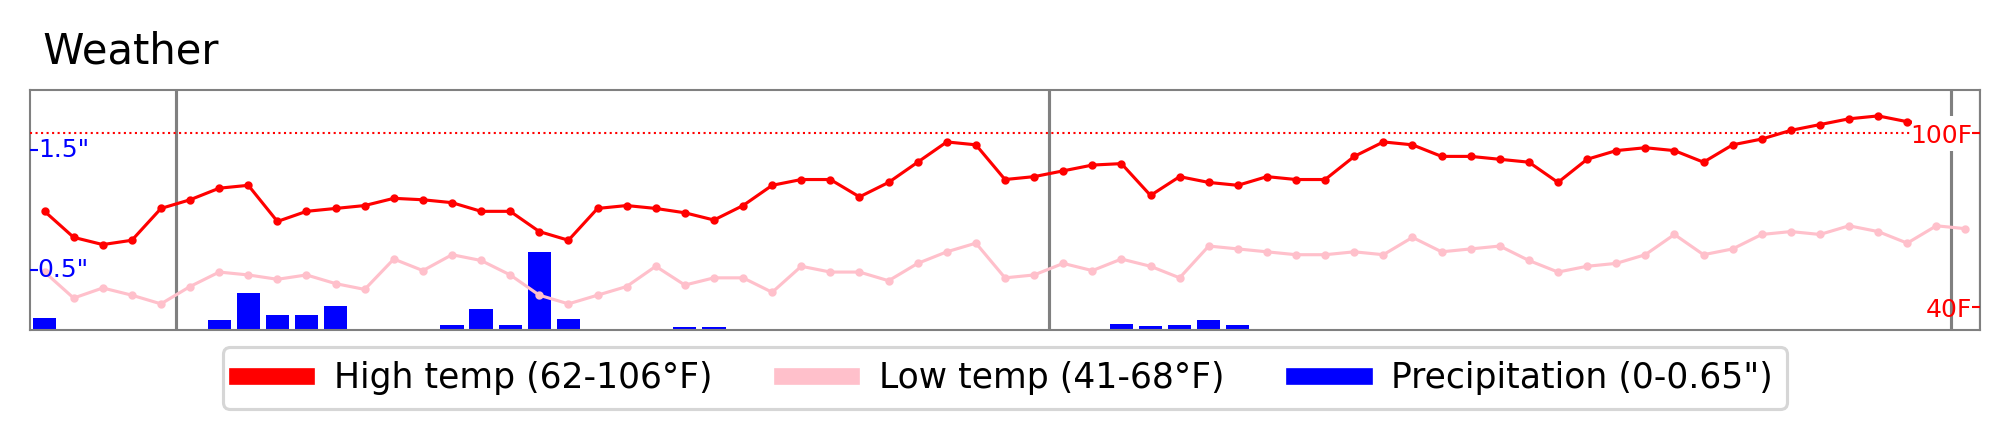 Weather
1.5"
100F
0.5"
40F
High temp (62-106°F) Low temp (41-68°F) Precipitation (0-0.65")